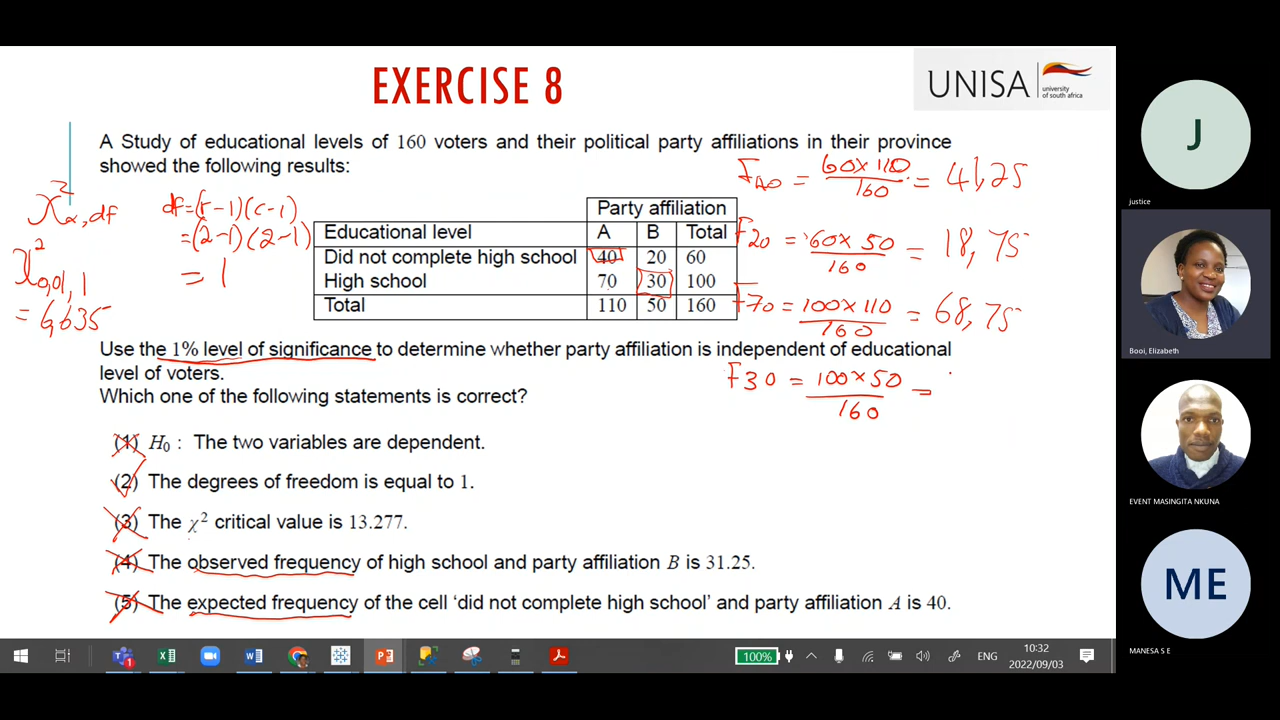 EXERCISE 8
UNISA
university
of south africa
A Study of educational levels of 160 voters and their political party affiliations in their province
showed the following results:
F40 = 60×110/160 = 41,25
χ²α,df
df=(r-1)(c-1)
=(2-1)(2-1)
= 1
χ²0,01,1
= 6,635
Party affiliation
Educational level A B Total
Did not complete high school 40 20 60
High school 70 30 100
Total 110 50 160
F20 = 60×50/160 = 18,75
F70 = 100×110/160 = 68,75
Use the 1% level of significance to determine whether party affiliation is independent of educational
level of voters.
F30 = 100×50/160 =
Which one of the following statements is correct?
(1) H₀ : The two variables are dependent.
(2) The degrees of freedom is equal to 1.
(3) The χ² critical value is 13.277.
(4) The observed frequency of high school and party affiliation B is 31.25.
(5) The expected frequency of the cell ‘did not complete high school’ and party affiliation A is 40.
J
justice
Booi, Elizabeth
EVENT MASINGITA NKUNA
ME
MANESA S E
100%
ENG
10:32
2022/09/03